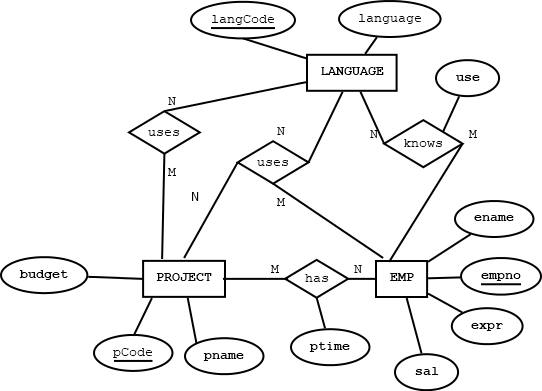 langCode
language
LANGUAGE
use
N
uses
N
N
M
knows
uses
M
N
M
ename
budget
PROJECT
M
has
N
EMP
empno
expr
pCode
pname
ptime
sal